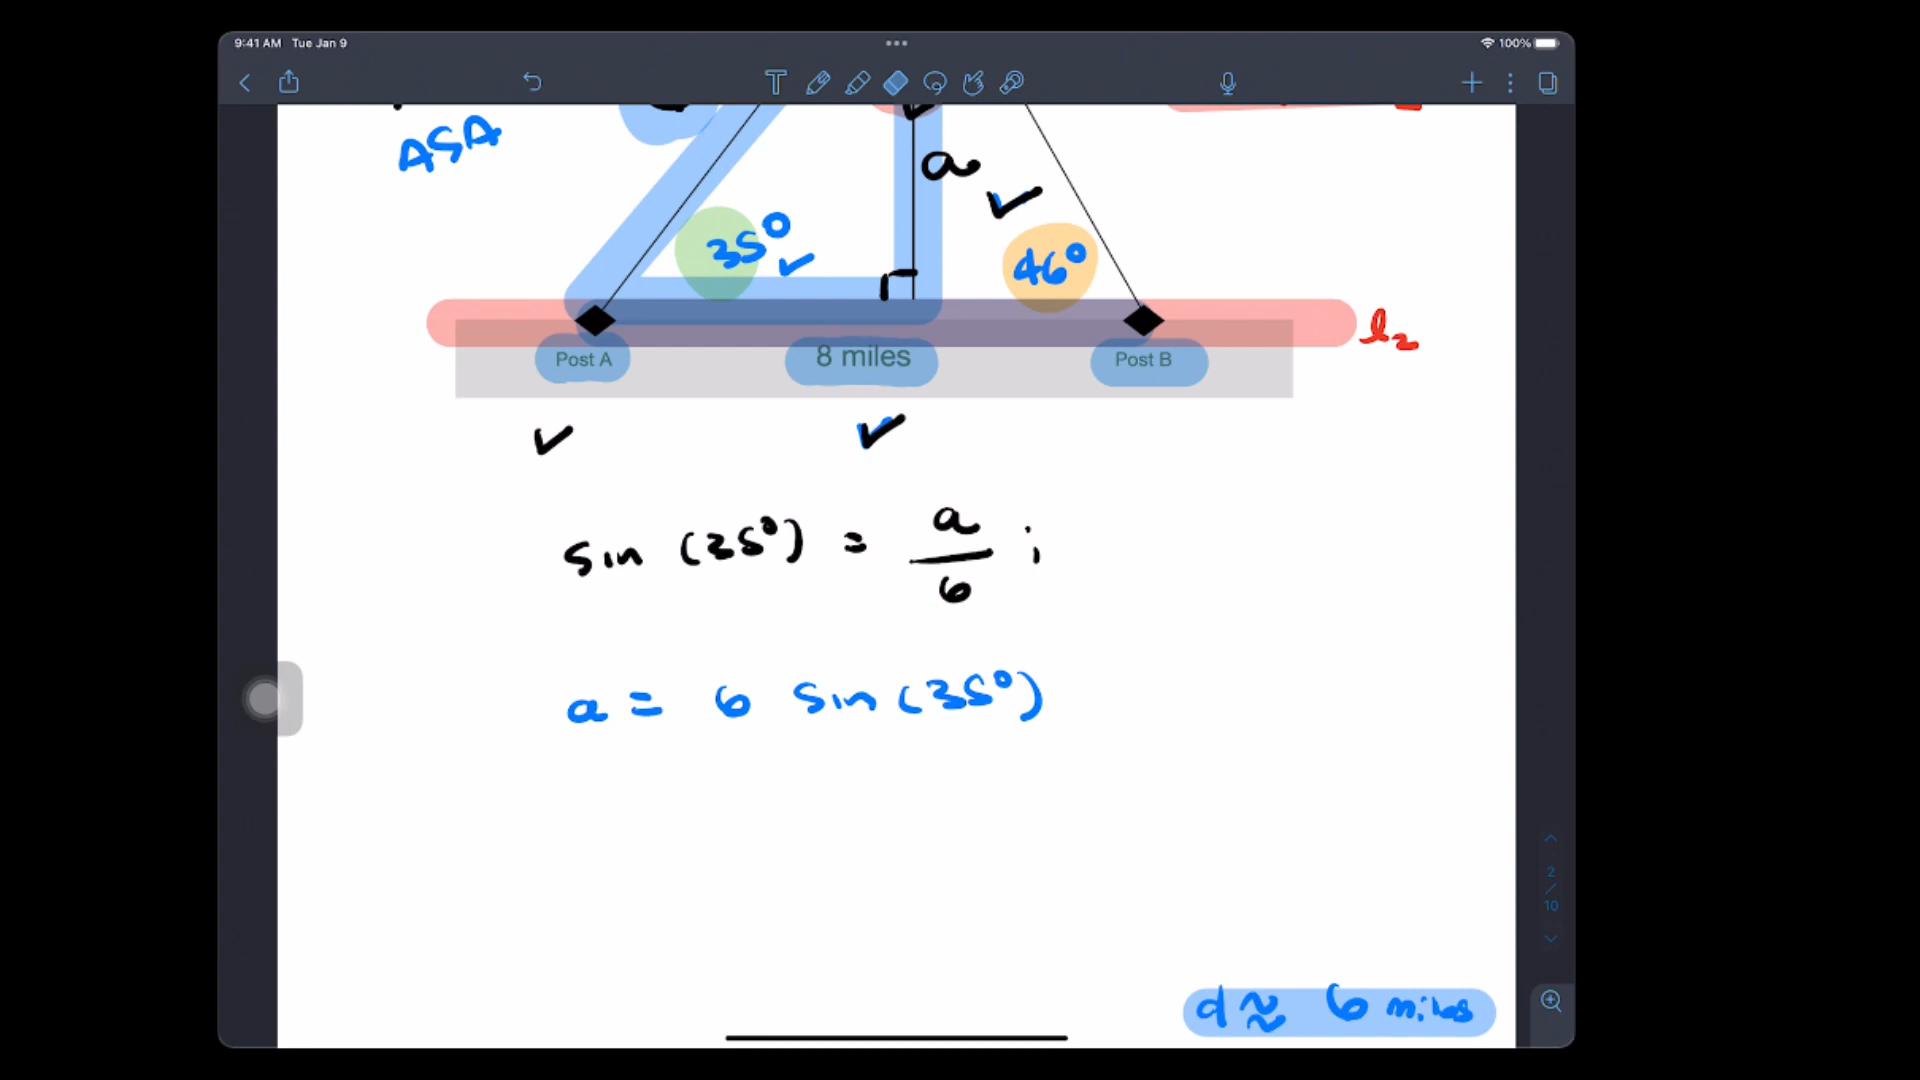 9:41 AM Tue Jan 9
100%
ASA
a
35°
46°
l₂
Post A
8 miles
Post B
sin (35°) = a/6 ;
a = 6 sin (35°)
2
/
10
d ≈ 6 miles